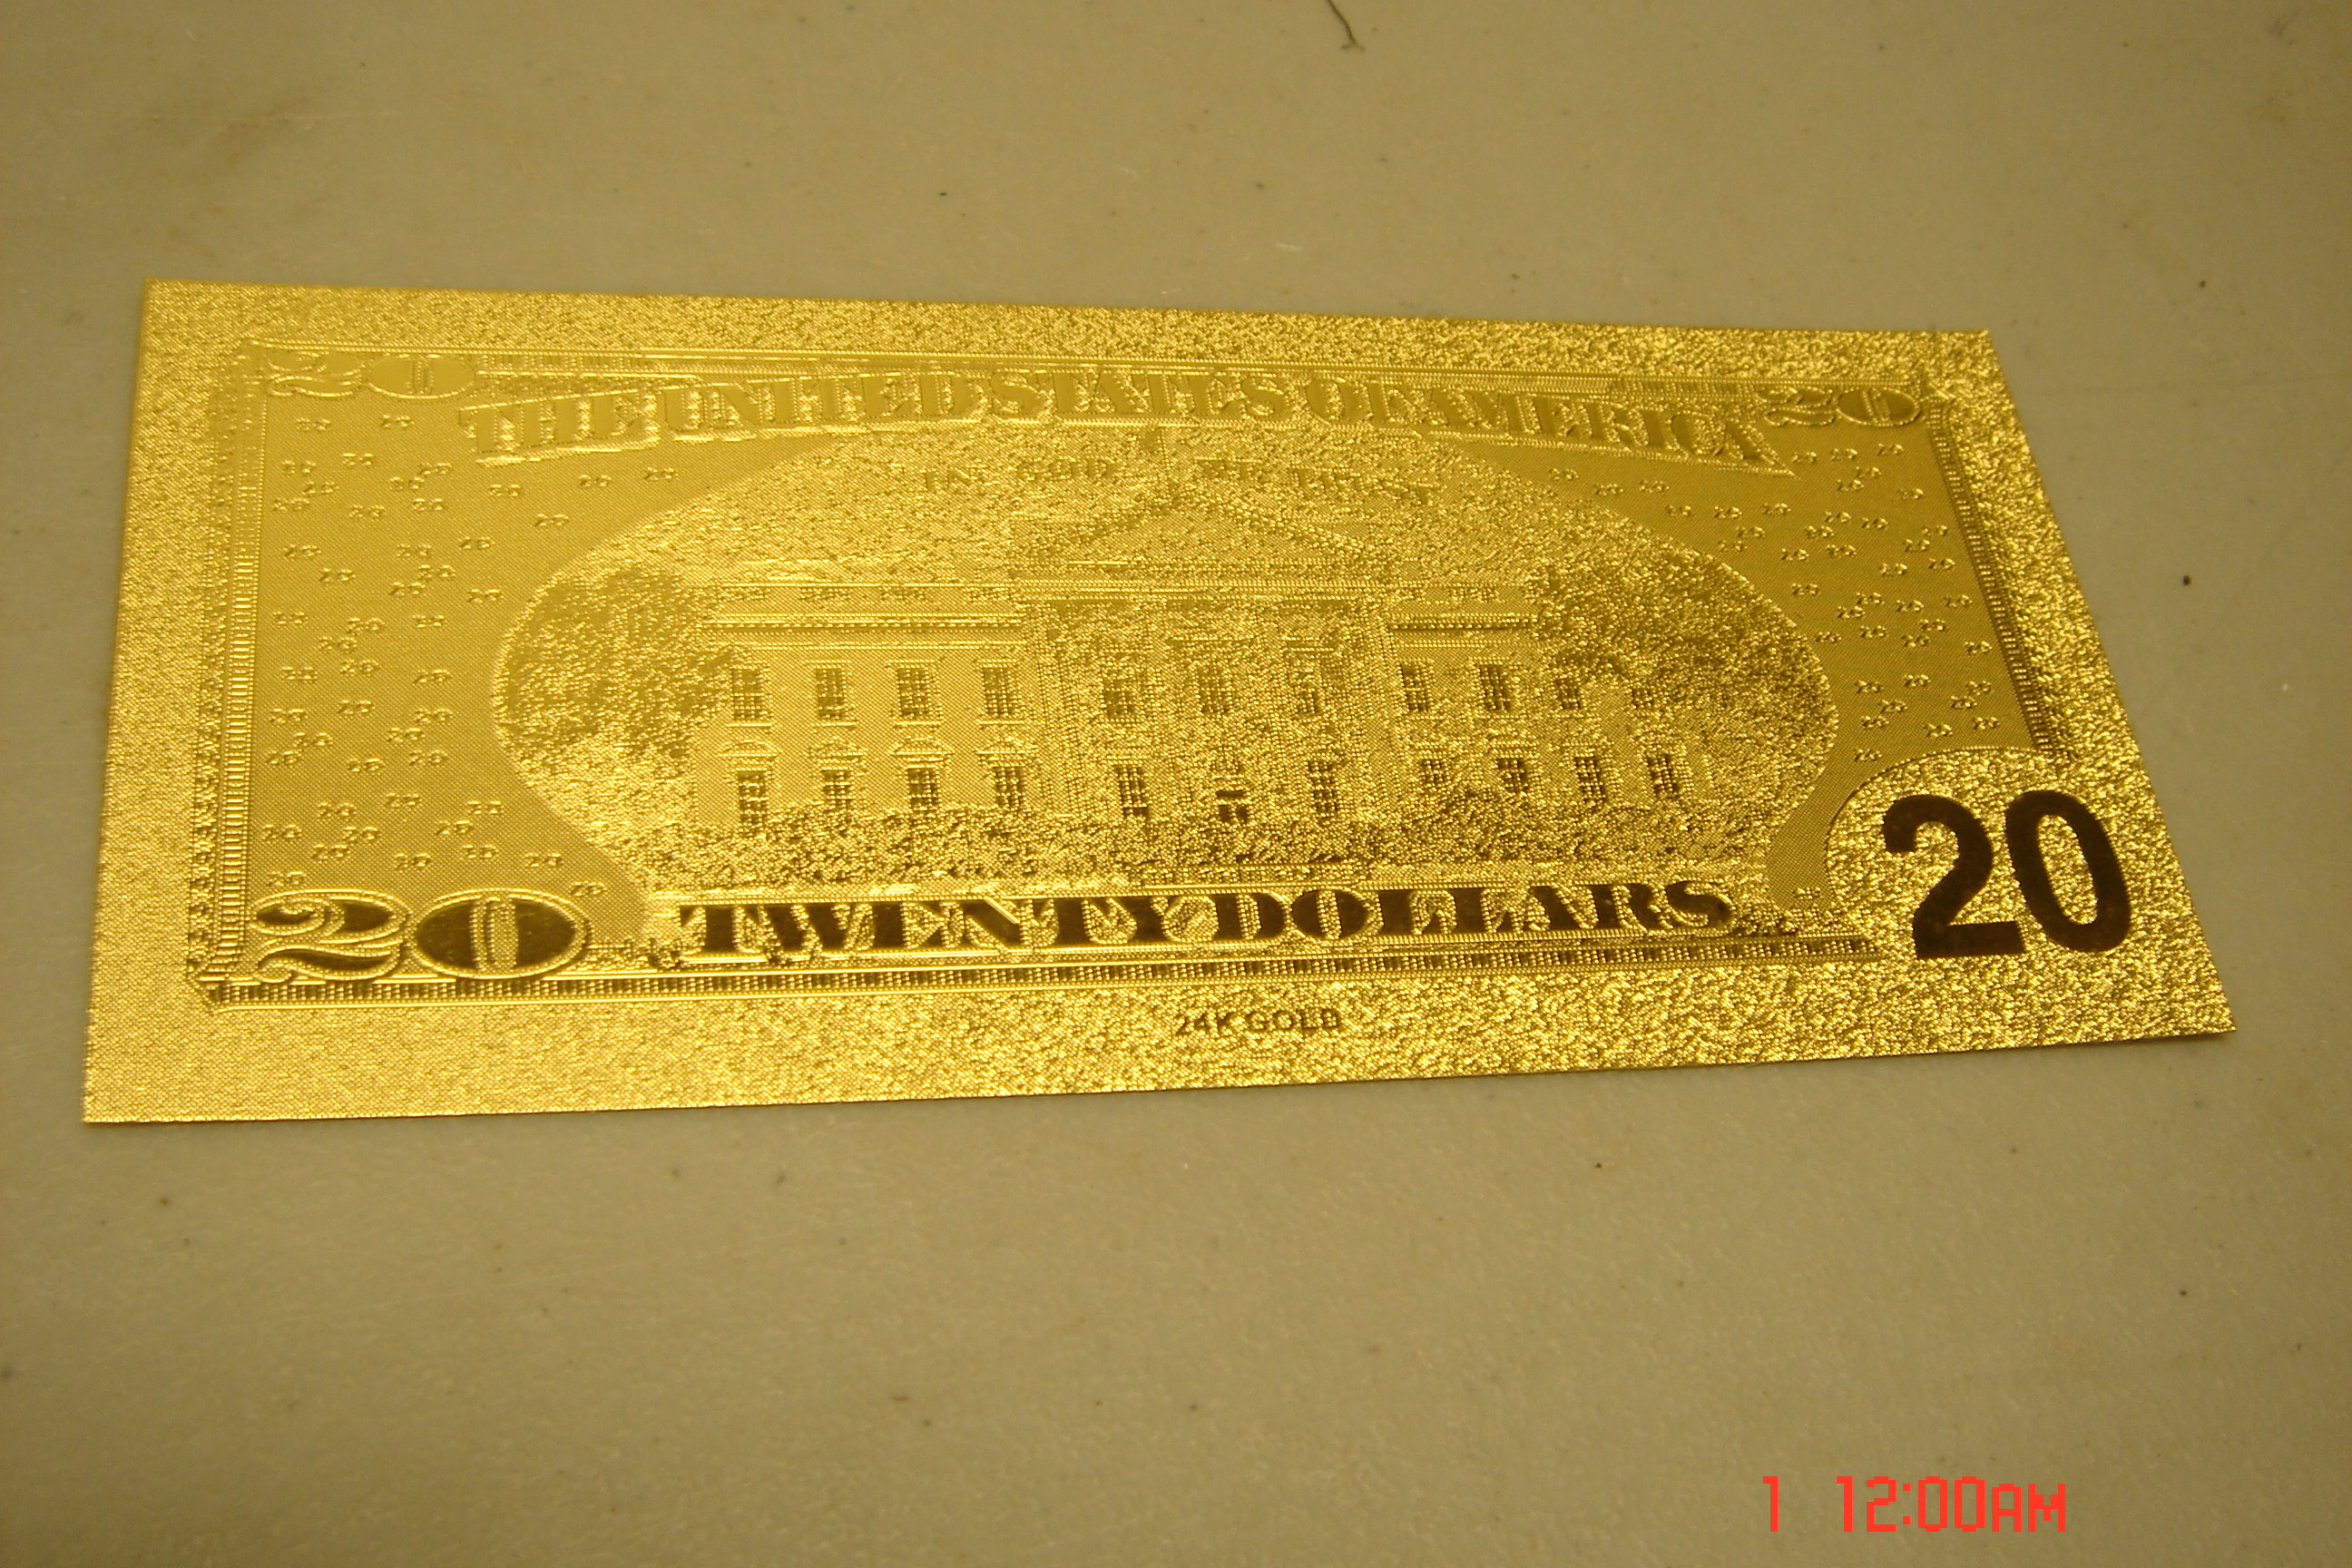 20 20
THE UNITED STATES OF AMERICA
IN GOD WE TRUST
20 TWENTY DOLLARS 20
24K GOLD
1 12:00AM